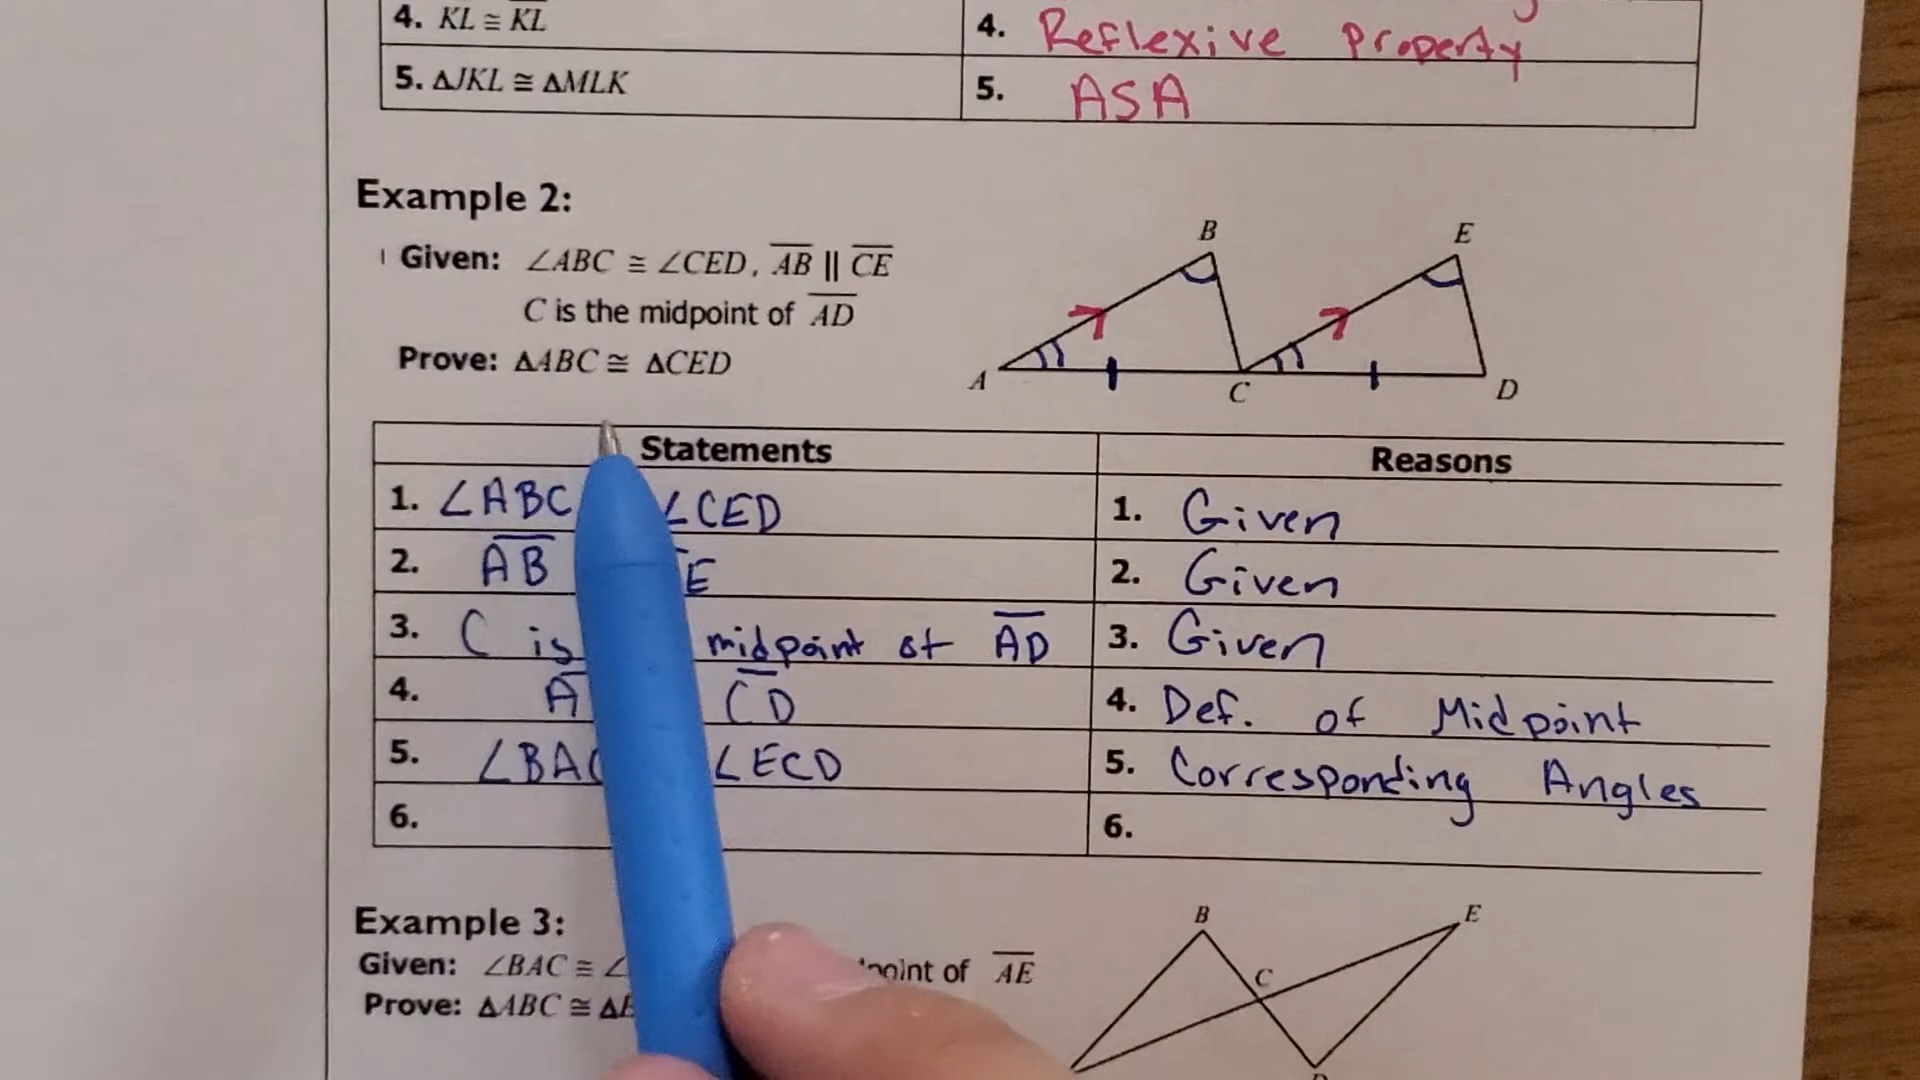 4. KL ≅ KL
4. Reflexive Property
5. ΔJKL ≅ ΔMLK
5. ASA
Example 2:
Given: ∠ABC ≅ ∠CED, AB || CE
C is the midpoint of AD
Prove: ΔABC ≅ ΔCED
B
E
A
C
D
Statements
Reasons
1. ∠ABC ∠CED
1. Given
2. AB E
2. Given
3. C is midpoint of AD
3. Given
4. A CD
4. Def. of Midpoint
5. ∠BAC ∠ECD
5. Corresponding Angles
6.
6.
Example 3:
Given: ∠BAC ≅ ∠ of AE
Prove: ΔABC ≅ Δ
B
E
C